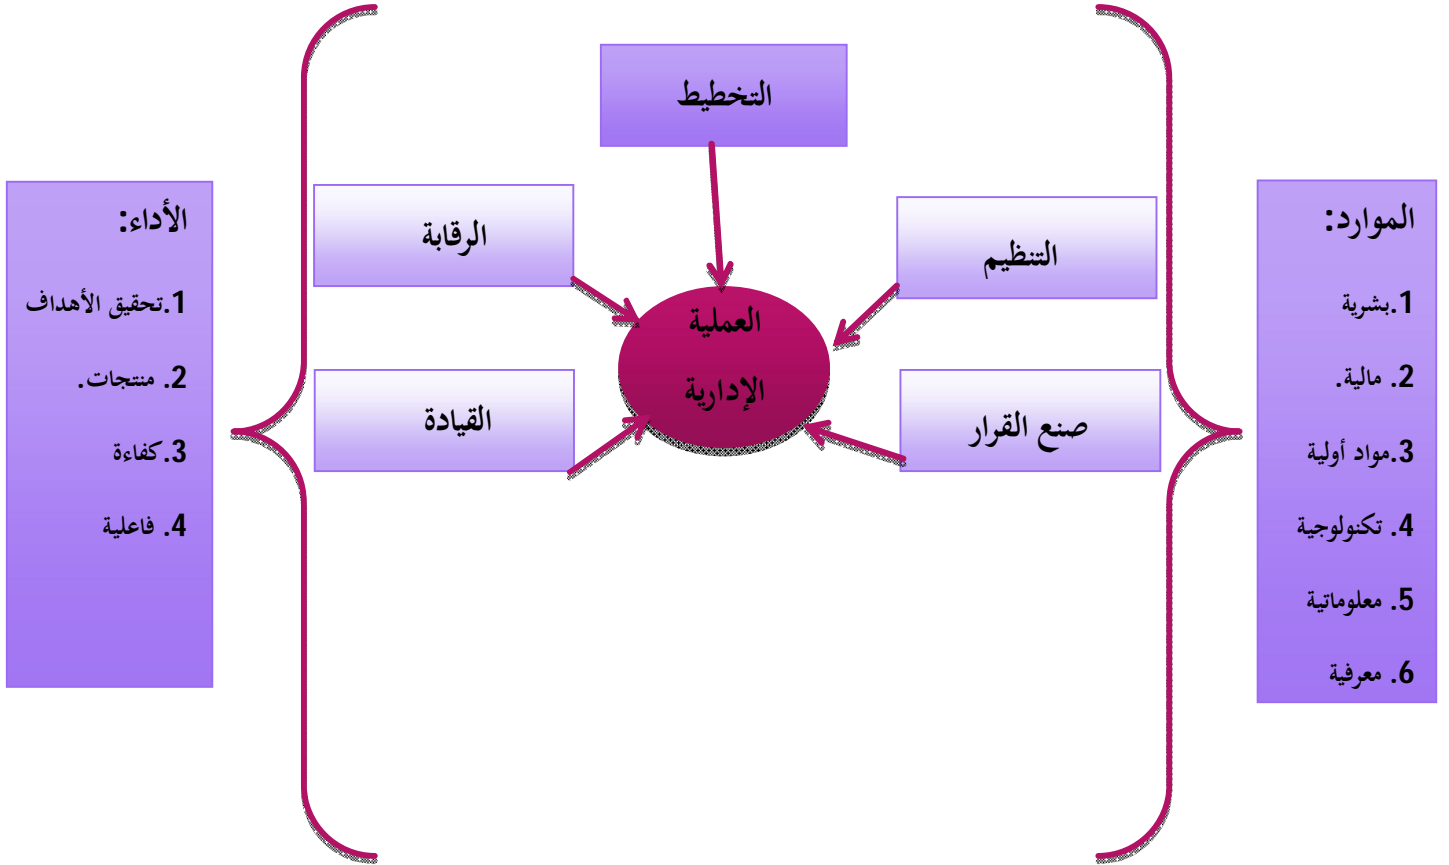 التخطيط
الموارد:
1.بشرية
2. مالية.
3.مواد أولية
4. تكنولوجية
5. معلوماتية
6. معرفية
التنظيم
صنع القرار
العملية
الإدارية
الرقابة
القيادة
الأداء:
1.تحقيق الأهداف
2. منتجات.
3.كفاءة
4. فاعلية